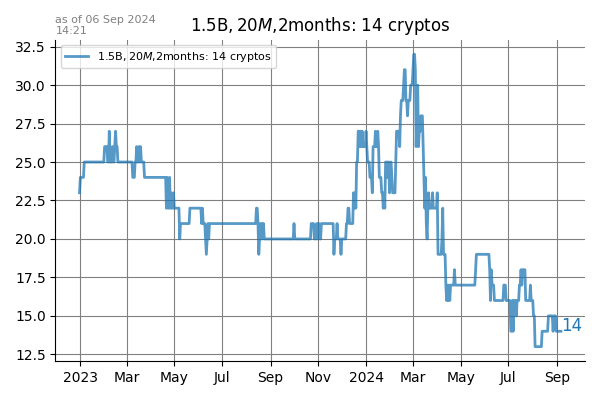 as of 06 Sep 2024
14:21
1.5B, 20M,2months: 14 cryptos
1.5B, 20M,2months: 14 cryptos
32.5
30.0
27.5
25.0
22.5
20.0
17.5
15.0
12.5
14
2023 Mar May Jul Sep Nov 2024 Mar May Jul Sep